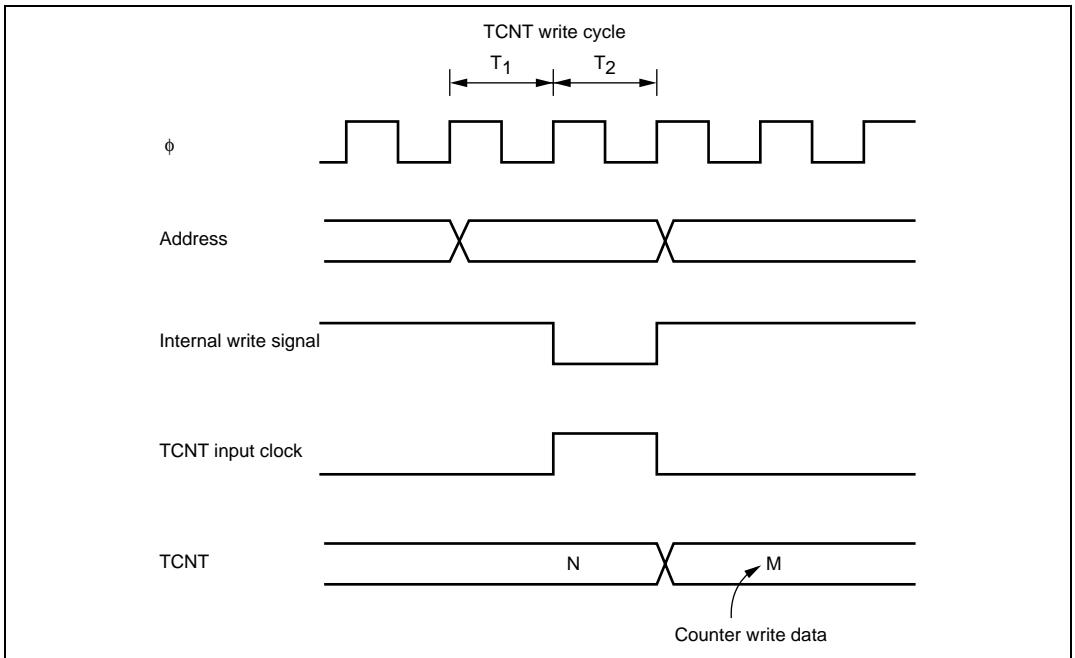 TCNT write cycle
T1 T2
φ
Address
Internal write signal
TCNT input clock
TCNT N M
Counter write data